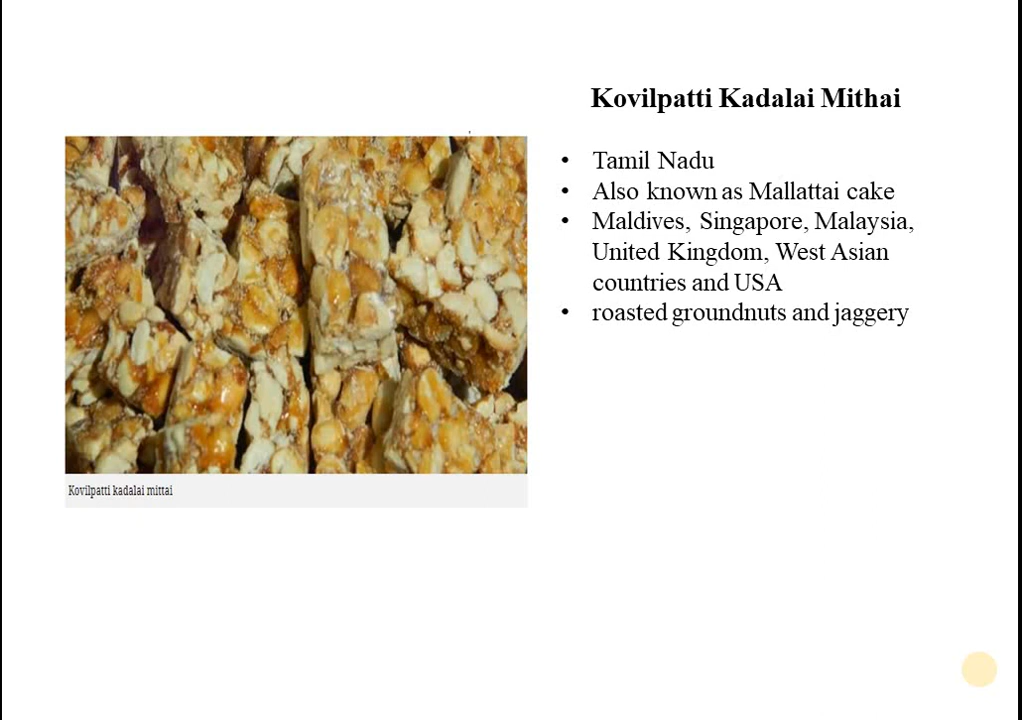 Kovilpatti Kadalai Mithai
• Tamil Nadu
• Also known as Mallattai cake
• Maldives, Singapore, Malaysia,
United Kingdom, West Asian
countries and USA
• roasted groundnuts and jaggery
Kovilpatti kadalai mittai